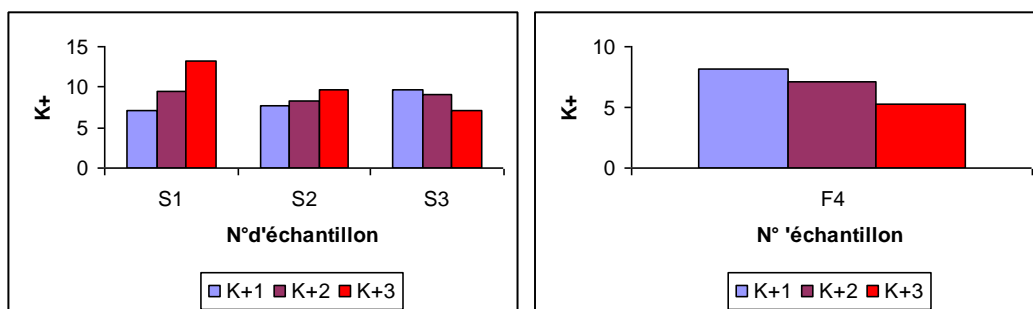 15
10
5
0
K+
S1 S2 S3
N°d'échantillon
K+1 K+2 K+3
10
5
0
K+
F4
N° 'échantillon
K+1 K+2 K+3